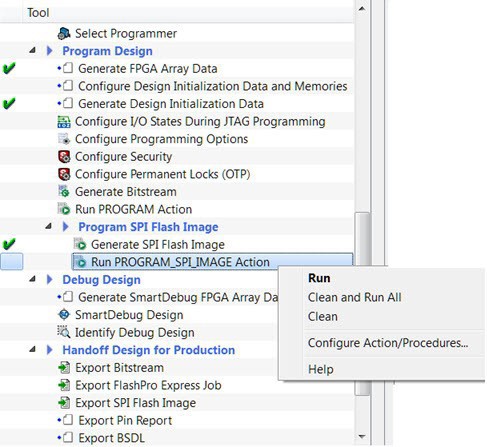 Tool
Select Programmer
Program Design
Generate FPGA Array Data
Configure Design Initialization Data and Memories
Generate Design Initialization Data
Configure I/O States During JTAG Programming
Configure Programming Options
Configure Security
Configure Permanent Locks (OTP)
Generate Bitstream
Run PROGRAM Action
Program SPI Flash Image
Generate SPI Flash Image
Run PROGRAM_SPI_IMAGE Action
Debug Design
Generate SmartDebug FPGA Array Da
SmartDebug Design
Identify Debug Design
Handoff Design for Production
Export Bitstream
Export FlashPro Express Job
Export SPI Flash Image
Export Pin Report
Export BSDL
Run
Clean and Run All
Clean
Configure Action/Procedures...
Help